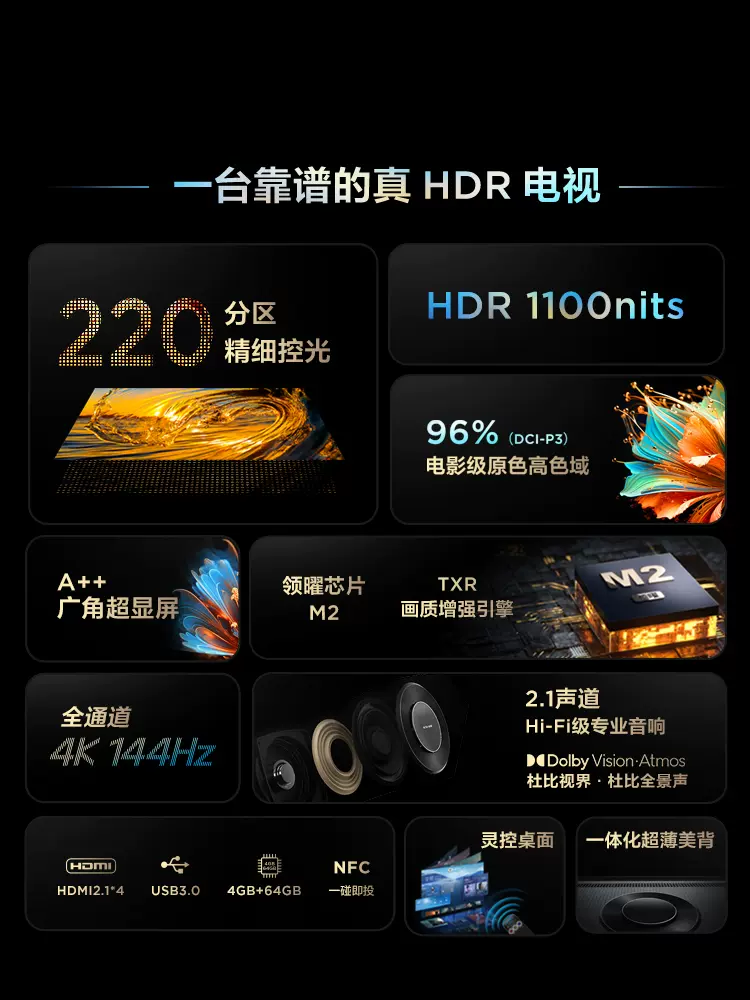 一台靠谱的真 HDR 电视
220 分区
精细控光
HDR 1100nits
96% (DCI-P3)
电影级原色高色域
A++
广角超显屏
领曜芯片
M2
TXR
画质增强引擎
M2
全通道
4K 144Hz
2.1声道
Hi-Fi级专业音响
Dolby Vision·Atmos
杜比视界 · 杜比全景声
HDMI
HDMI2.1*4
USB3.0
4GB
64GB
4GB+64GB
NFC
一碰即投
灵控桌面
一体化超薄美背